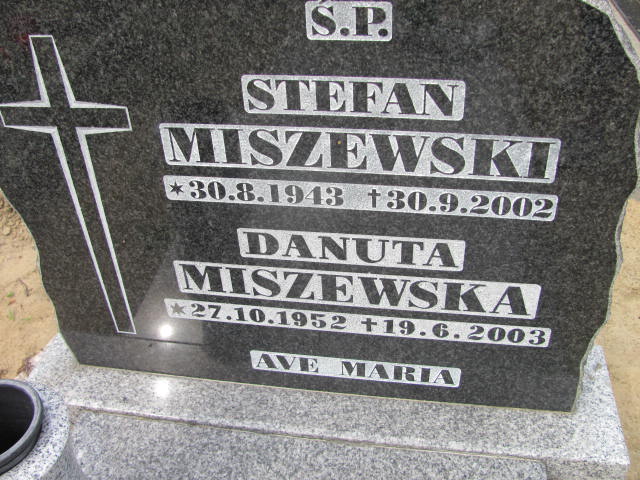 Ś.P.
STEFAN
MISZEWSKI
✶30.8.1943 †30.9.2002
DANUTA
MISZEWSKA
✶27.10.1952 †19.6.2003
AVE MARIA